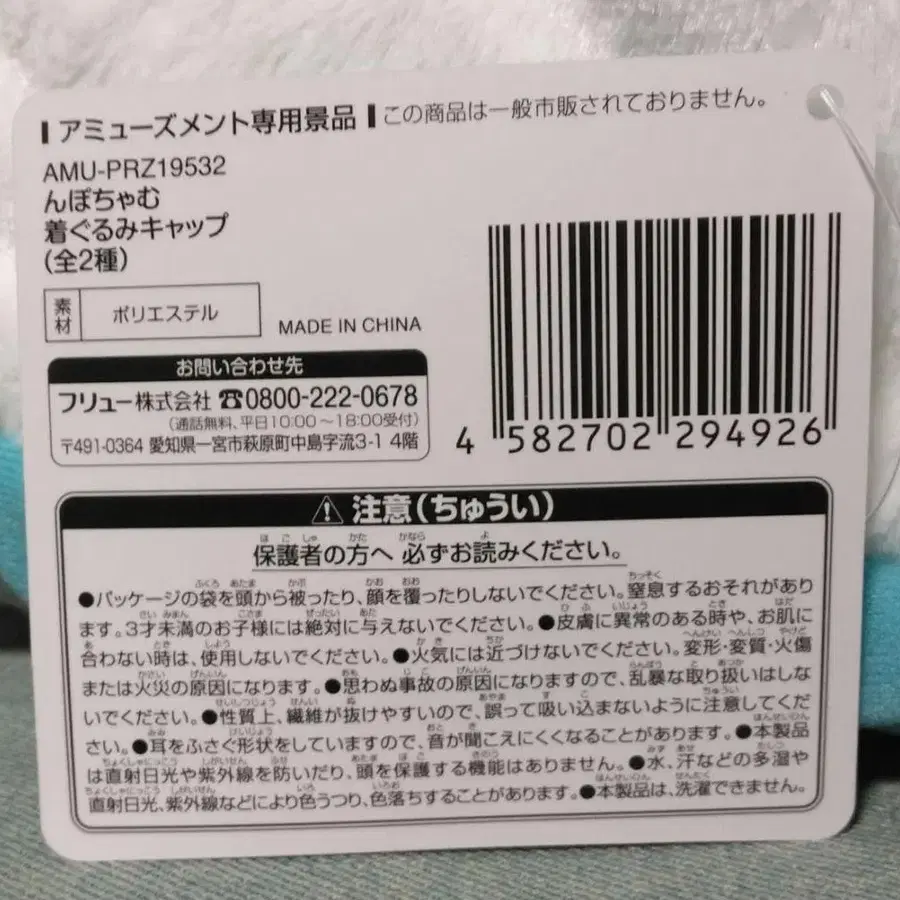 アミューズメント専用景品 この商品は一般市販されておりません。
AMU-PRZ19532
んぽちゃむ
着ぐるみキャップ
(全2種)
素材 ポリエステル
MADE IN CHINA
お問い合わせ先
フリュー株式会社 ☎0800-222-0678
(通話無料、平日10:00〜18:00受付)
〒491-0364 愛知県一宮市萩原町中島字流3-1 4階
4 582702 294926
⚠注意(ちゅうい)
保護者の方へ 必ずお読みください。
●パッケージの袋を頭から被ったり、顔を覆ったりしないでください。窒息するおそれがあり
ます。3才未満のお子様には絶対に与えないでください。●皮膚に異常のある時や、お肌に
合わない時は、使用しないでください。●火気には近づけないでください。変形・変質・火傷
または火災の原因になります。●思わぬ事故の原因になりますので、乱暴な取り扱いはしな
いでください。●性質上、繊維が抜けやすいので、誤って吸い込まないように注意してくだ
さい。●耳をふさぐ形状をしていますので、音が聞こえにくくなることがあります。●本製品
は直射日光や紫外線を防いだり、頭を保護する機能はありません。●水、汗などの多湿や
直射日光、紫外線などにより色うつり、色落ちすることがあります。●本製品は、洗濯できません。